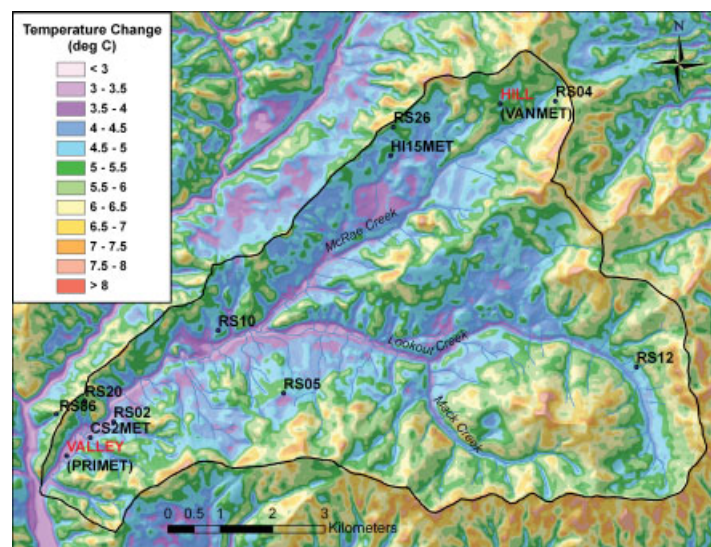 Temperature Change
(deg C)
< 3
3 - 3.5
3.5 - 4
4 - 4.5
4.5 - 5
5 - 5.5
5.5 - 6
6 - 6.5
6.5 - 7
7 - 7.5
7.5 - 8
> 8
N
HILL
(VANMET)
RS04
RS26
HI15MET
McRae Creek
RS10
Lookout Creek
RS12
RS05
RS20
RS86
RS02
CS2MET
Mack Creek
VALLEY
(PRIMET)
0 0.5 1 2 3
Kilometers